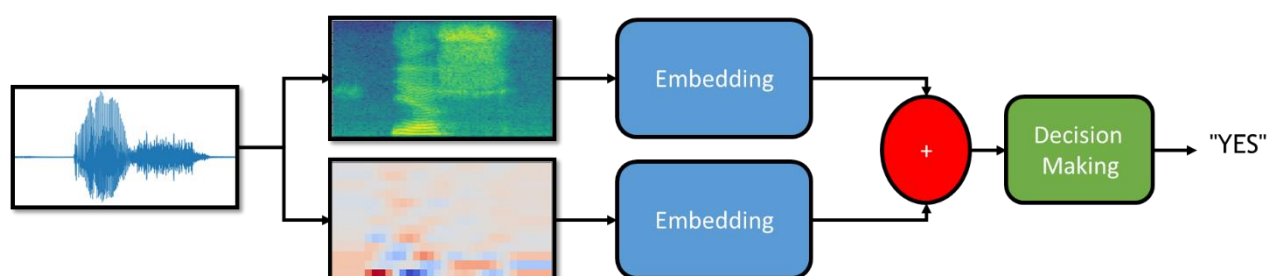 Embedding
+
Decision
Making
"YES"
Embedding